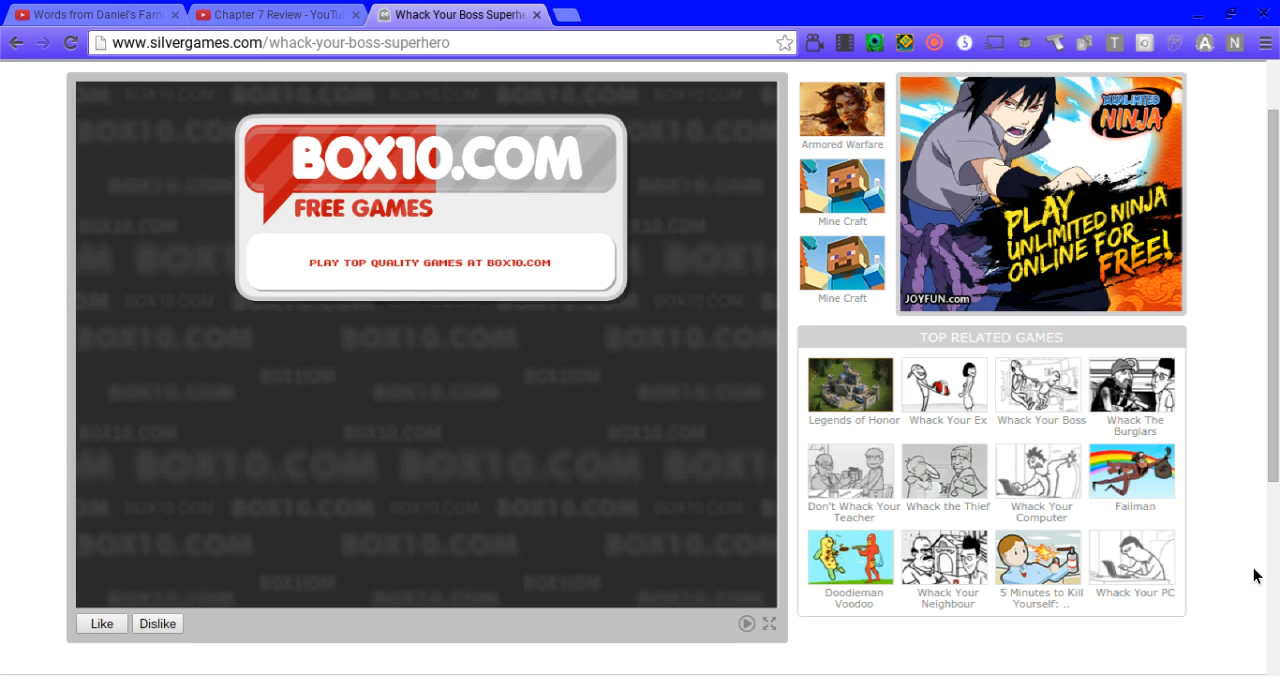 Words from Daniel's Fam
Chapter 7 Review - YouTu
Whack Your Boss Superhe
www.silvergames.com/whack-your-boss-superhero
BOX10.COM
FREE GAMES
PLAY TOP QUALITY GAMES AT BOX10.COM
Like
Dislike
Armored Warfare
Mine Craft
Mine Craft
UNLIMITED
NINJA
PLAY
UNLIMITED NINJA
ONLINE FOR
FREE!
JOYFUN.com
TOP RELATED GAMES
Legends of Honor
Whack Your Ex
Whack Your Boss
Whack The
Burglars
Don't Whack Your
Teacher
Whack the Thief
Whack Your
Computer
Failman
Doodieman
Voodoo
Whack Your
Neighbour
5 Minutes to Kill
Yourself: ..
Whack Your PC